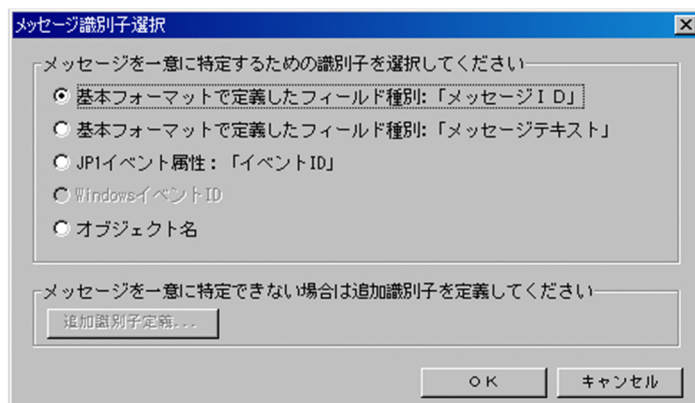 メッセージ識別子選択
メッセージを一意に特定するための識別子を選択してください
基本フォーマットで定義したフィールド種別:「メッセージＩＤ」
基本フォーマットで定義したフィールド種別:「メッセージテキスト」
JP1イベント属性:「イベントID」
WindowsイベントID
オブジェクト名
メッセージを一意に特定できない場合は追加識別子を定義してください
追加識別子定義...
ＯＫ
キャンセル